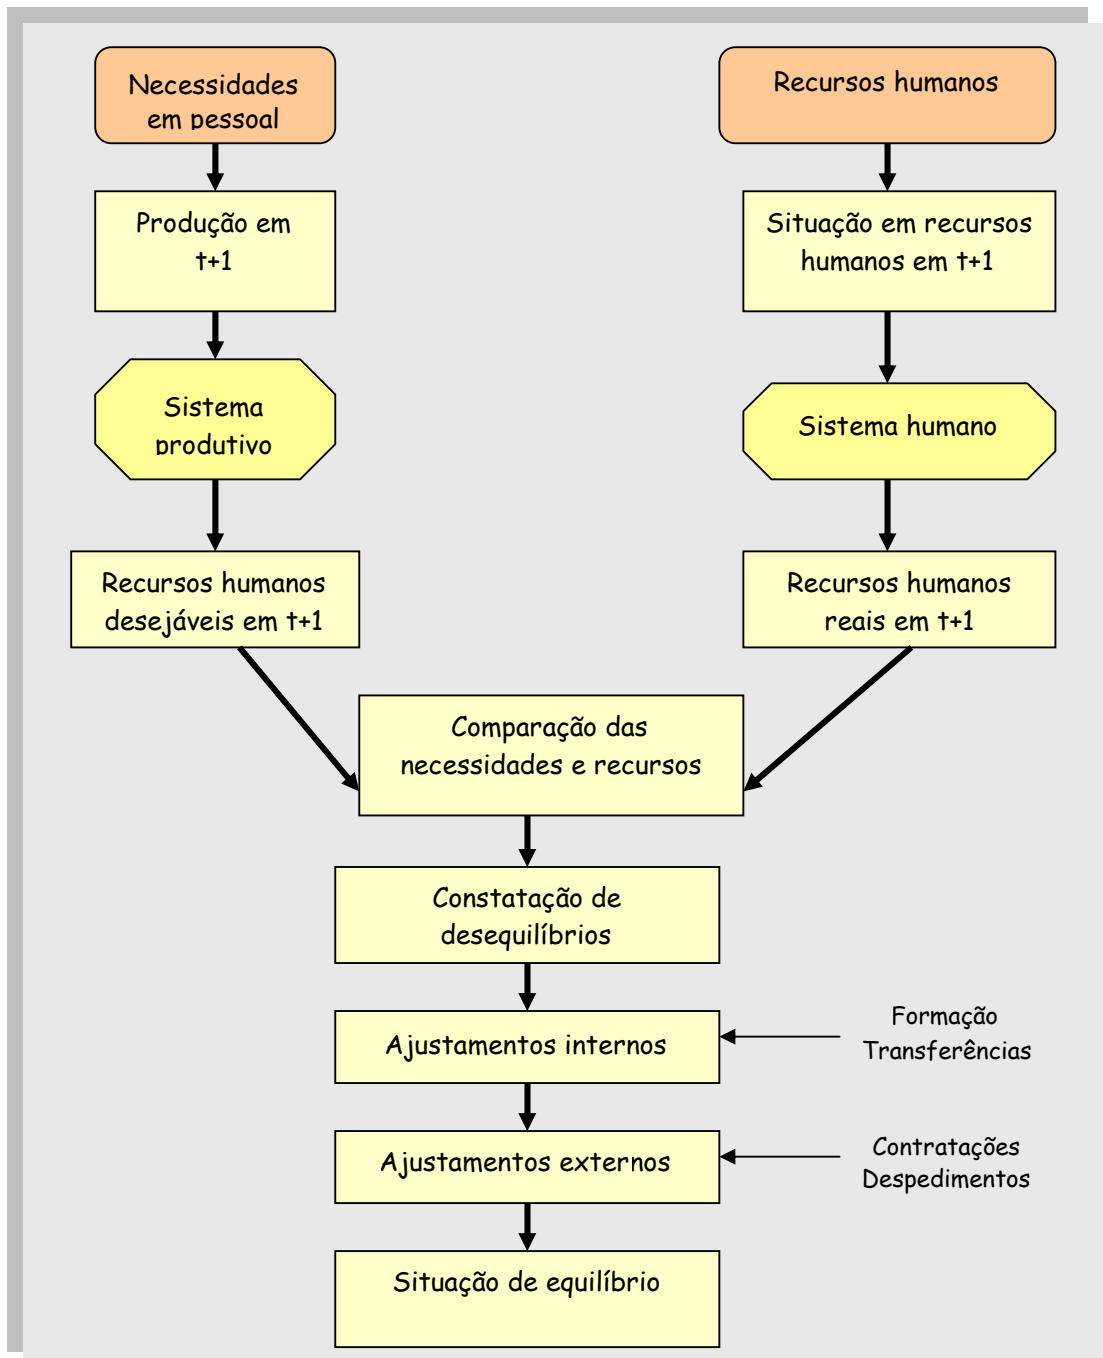 Necessidades
em pessoal
Recursos humanos
Produção em
t+1
Situação em recursos
humanos em t+1
Sistema
produtivo
Sistema humano
Recursos humanos
desejáveis em t+1
Recursos humanos
reais em t+1
Comparação das
necessidades e recursos
Constatação de
desequilíbrios
Ajustamentos internos
Formação
Transferências
Ajustamentos externos
Contratações
Despedimentos
Situação de equilíbrio